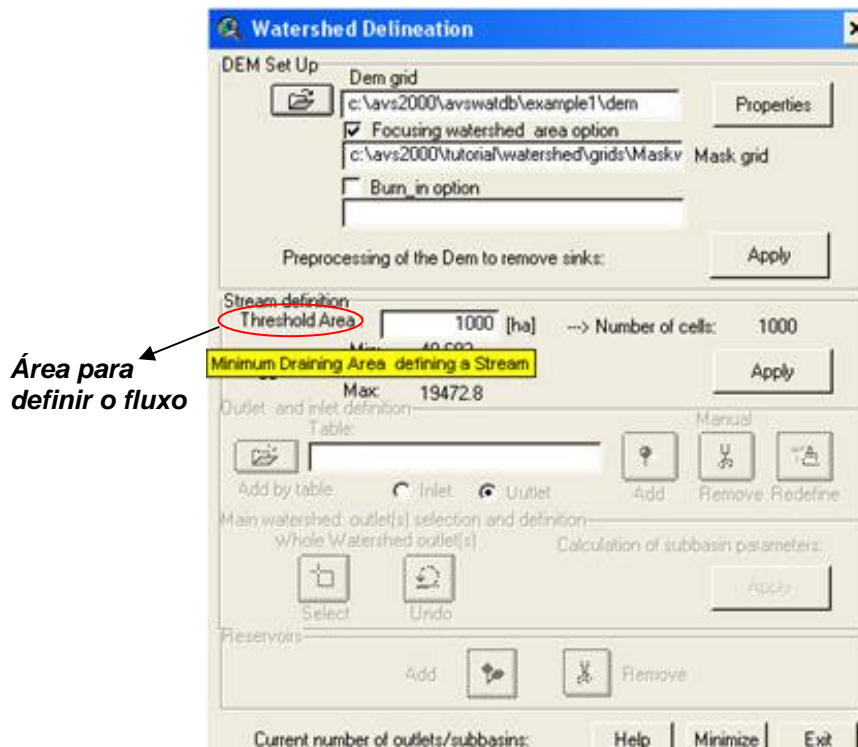 Watershed Delineation
DEM Set Up
Dem grid
c:\avs2000\avswatdb\example1\dem
Properties
Focusing watershed area option
c:\avs2000\tutorial\watershed\grids\Maskv
Mask grid
Burn_in option
Preprocessing of the Dem to remove sinks:
Apply
Stream definition
Threshold Area
1000 [ha]
---> Number of cells: 1000
Área para
definir o fluxo
Minimum Draining Area defining a Stream
Apply
Max: 19472.8
Outlet and inlet definition
Table:
Manual
Add by table
Inlet
Outlet
Add
Remove
Redefine
Main watershed outlet(s) selection and definition
Whole Watershed outlet(s)
Calculation of subbasin parameters:
Apply
Select
Undo
Reservoirs
Add
Remove
Current number of outlets/subbasins:
Help
Minimize
Exit